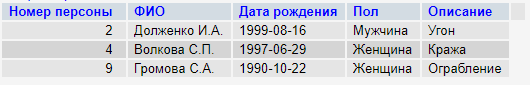 Номер персоны ФИО Дата рождения Пол Описание
2 Долженко И.А. 1999-08-16 Мужчина Угон
4 Волкова С.П. 1997-06-29 Женщина Кража
9 Громова С.А. 1990-10-22 Женщина Ограбление